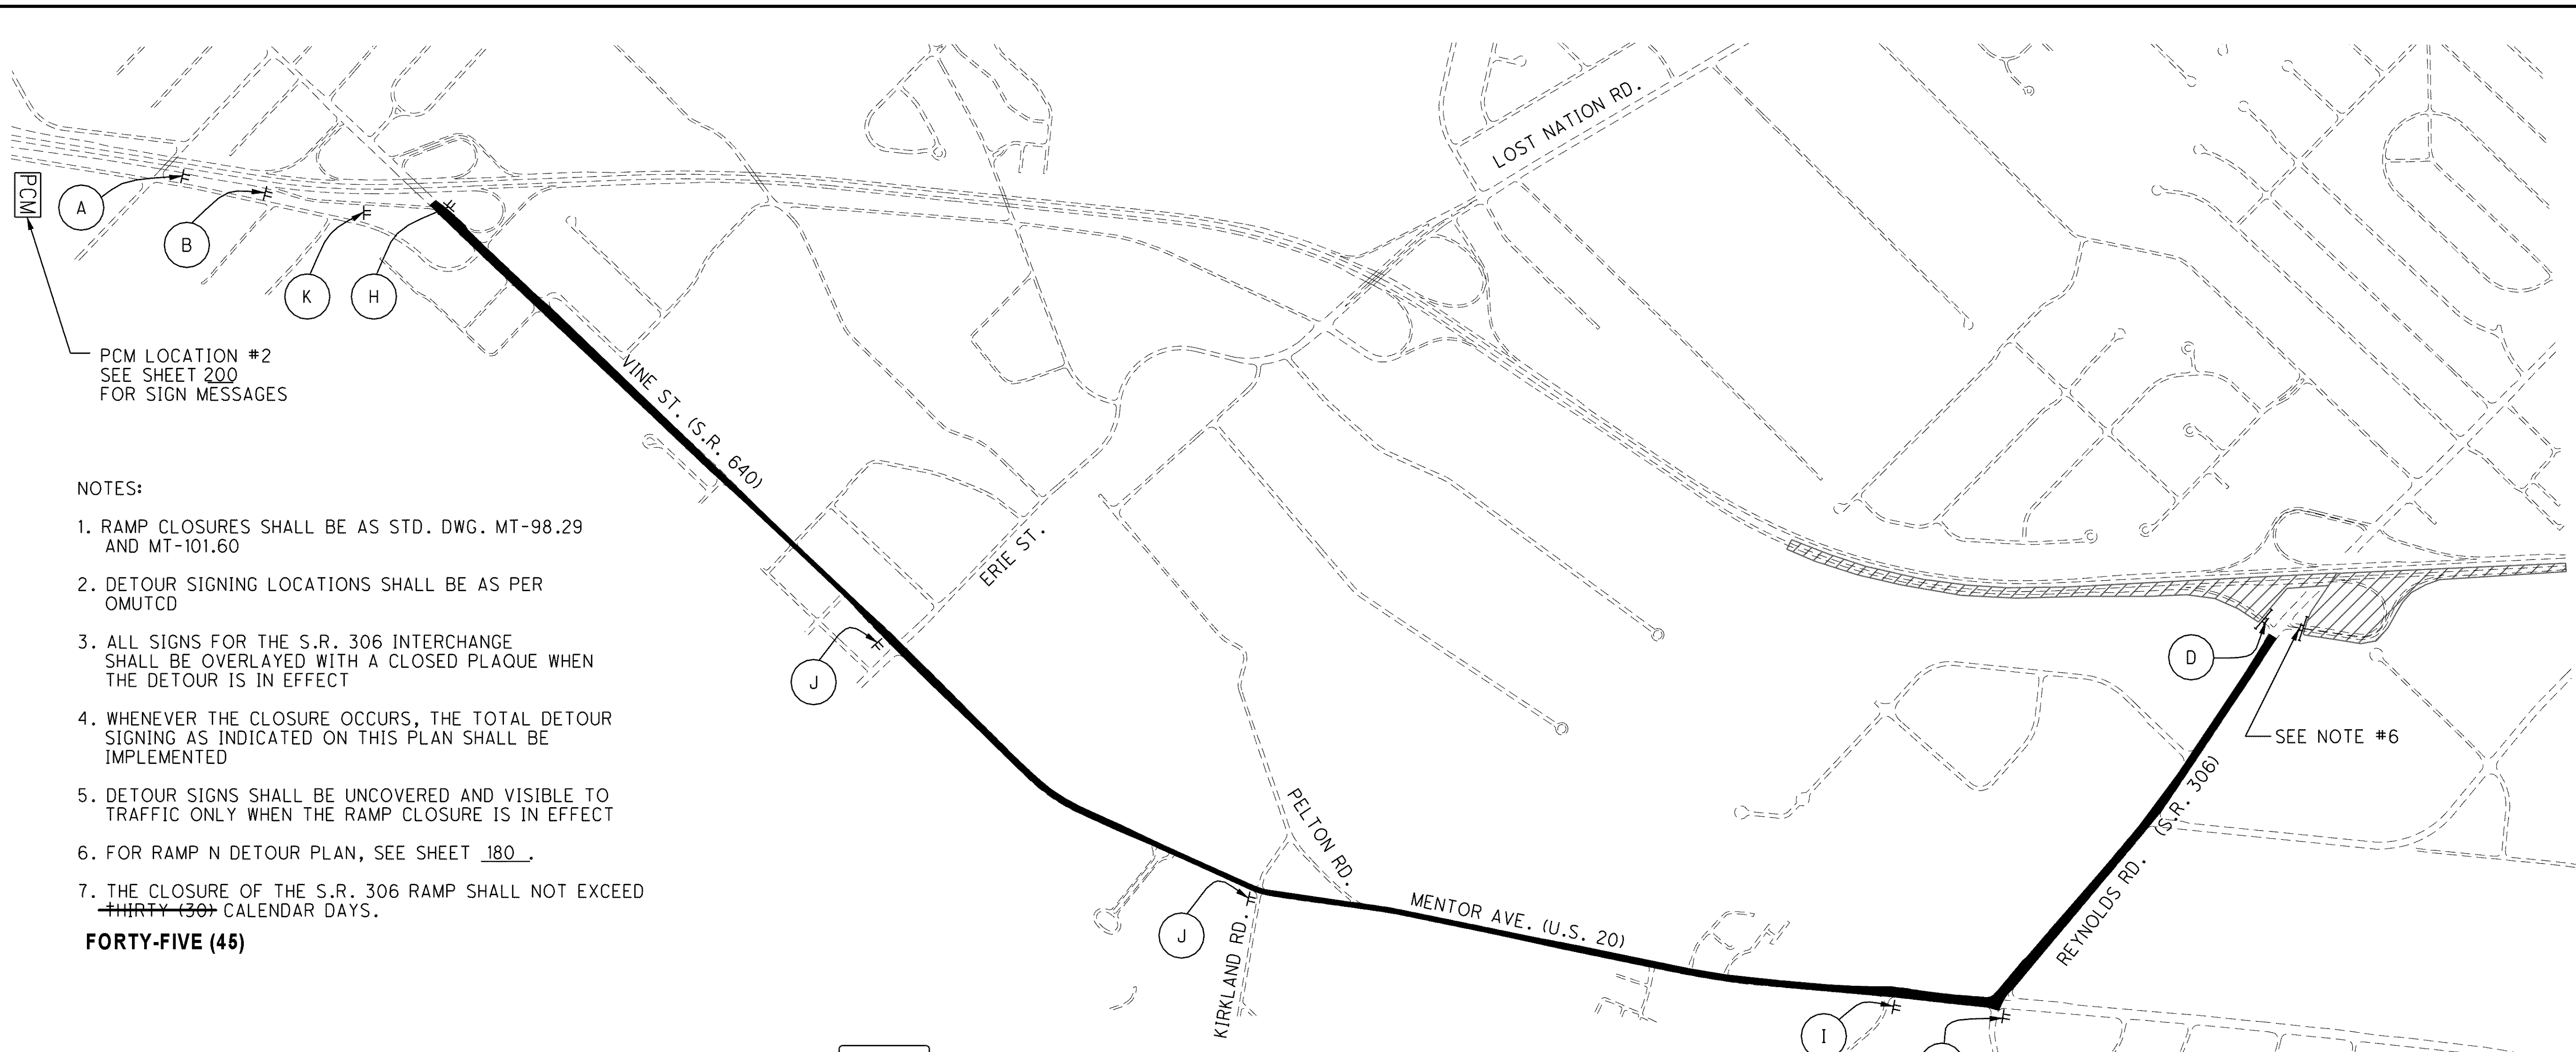 LOST NATION RD.
PCM
A
B
K
H
PCM LOCATION #2
SEE SHEET 200
FOR SIGN MESSAGES
VINE ST. (S.R. 640)
NOTES:
1. RAMP CLOSURES SHALL BE AS STD. DWG. MT-98.29
AND MT-101.60
2. DETOUR SIGNING LOCATIONS SHALL BE AS PER
OMUTCD
3. ALL SIGNS FOR THE S.R. 306 INTERCHANGE
SHALL BE OVERLAYED WITH A CLOSED PLAQUE WHEN
THE DETOUR IS IN EFFECT
4. WHENEVER THE CLOSURE OCCURS, THE TOTAL DETOUR
SIGNING AS INDICATED ON THIS PLAN SHALL BE
IMPLEMENTED
5. DETOUR SIGNS SHALL BE UNCOVERED AND VISIBLE TO
TRAFFIC ONLY WHEN THE RAMP CLOSURE IS IN EFFECT
6. FOR RAMP N DETOUR PLAN, SEE SHEET 180 .
7. THE CLOSURE OF THE S.R. 306 RAMP SHALL NOT EXCEED
THIRTY (30) CALENDAR DAYS.
FORTY-FIVE (45)
ERIE ST.
J
D
SEE NOTE #6
PELTON RD.
J
KIRKLAND RD.
MENTOR AVE. (U.S. 20)
REYNOLDS RD. (S.R. 306)
I